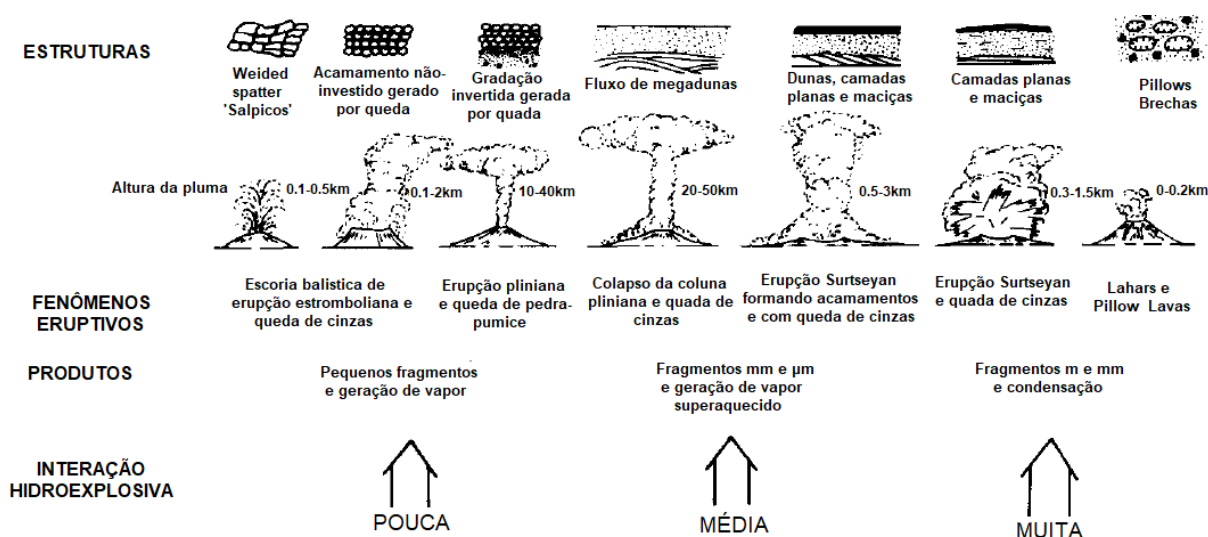 ESTRUTURAS
Weided
spatter
'Salpicos'
Acamamento não-
investido gerado
por queda
Gradação
invertida gerada
por quada
Fluxo de megadunas
Dunas, camadas
planas e maciças
Camadas planas
e maciças
Pillows
Brechas
Altura da pluma
0.1-0.5km
0.1-2km
10-40km
20-50km
0.5-3km
0.3-1.5km
0-0.2km
FENÔMENOS
ERUPTIVOS
Escoria balistica de
erupção estromboliana e
queda de cinzas
Erupção pliniana
e queda de pedra-
pumice
Colapso da coluna
pliniana e quada de
cinzas
Erupção Surtseyan
formando acamamentos
e com queda de cinzas
Erupção Surtseyan
e quada de cinzas
Lahars e
Pillow Lavas
PRODUTOS
Pequenos fragmentos
e geração de vapor
Fragmentos mm e µm
e geração de vapor
superaquecido
Fragmentos m e mm
e condensação
INTERAÇÃO
HIDROEXPLOSIVA
POUCA
MÉDIA
MUITA